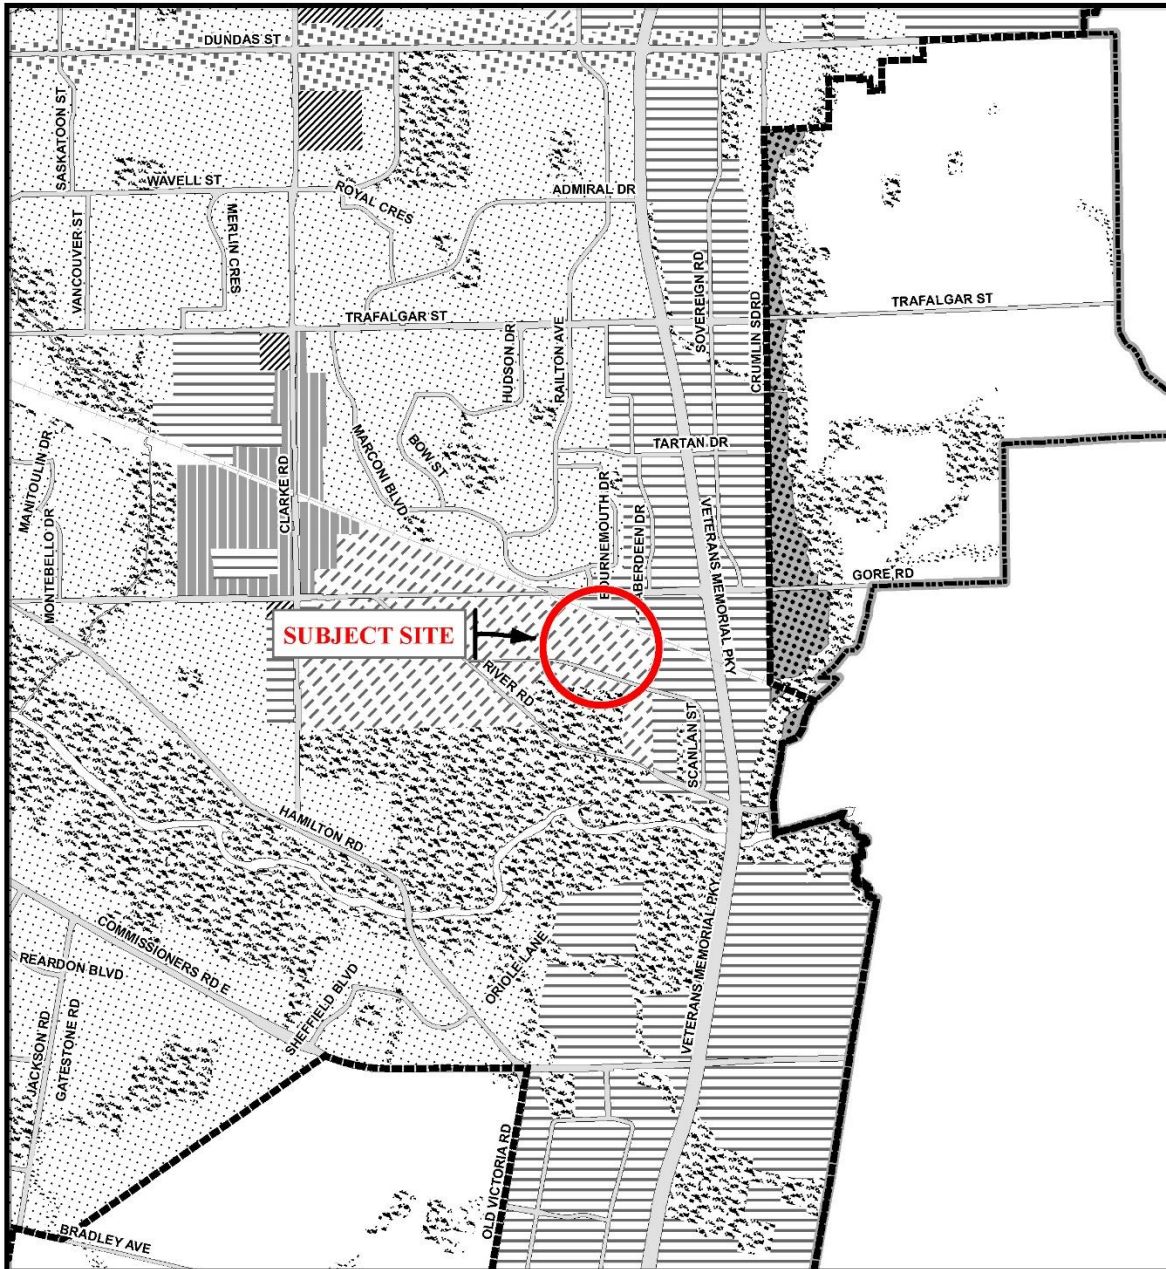 DUNDAS ST
SASKATOON ST
WAVELL ST
ROYAL CRES
ADMIRAL DR
VANCOUVER ST
MERLIN CRES
SOVEREIGN RD
TRAFALGAR ST
TRAFALGAR ST
CRUMLIN SDRD
HUDSON DR
RAILTON AVE
MANITOULIN DR
MARCONI BLVD
BOW ST
TARTAN DR
CLARKE RD
MONTEBELLO DR
BOURNEMOUTH DR
ABERDEEN DR
VETERANS MEMORIAL PKY
GORE RD
SUBJECT SITE
RIVER RD
SCANLAN ST
HAMILTON RD
COMMISSIONERS RD E
REARDON BLVD
ORIOLE LANE
VETERANS MEMORIAL PKY
SHEFFIELD BLVD
JACKSON RD
GATESTONE RD
OLD VICTORIA RD
BRADLEY AVE